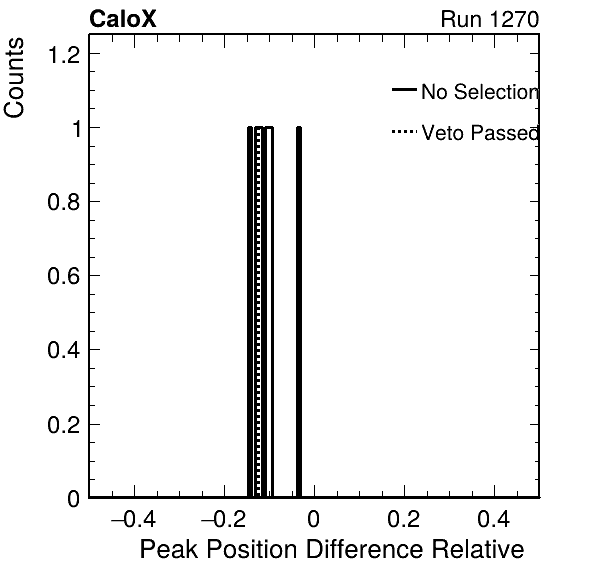 CaloX Run 1270
Counts
1.2
1
0.8
0.6
0.4
0.2
0
No Selection
Veto Passed
−0.4 −0.2 0 0.2 0.4
Peak Position Difference Relative